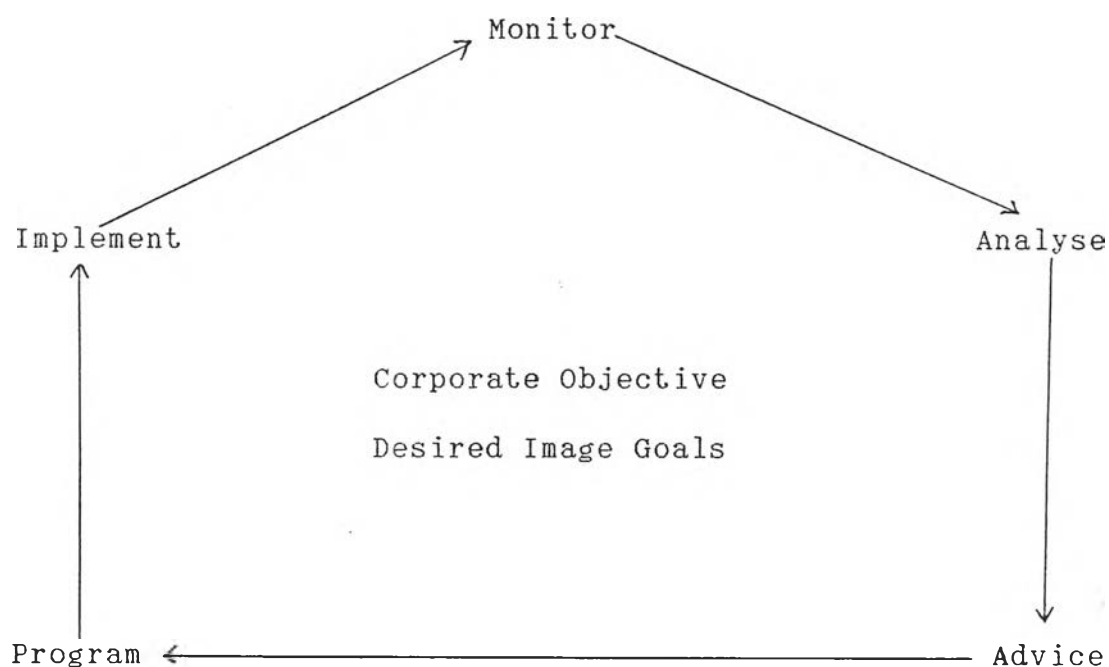 Monitor
Implement
Analyse
Corporate Objective
Desired Image Goals
Program
Advice